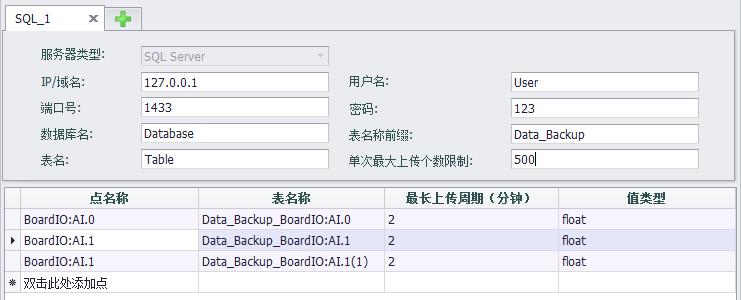 SQL_1
服务器类型: SQL Server
IP/域名: 127.0.0.1 用户名: User
端口号: 1433 密码: 123
数据库名: Database 表名称前缀: Data_Backup
表名: Table 单次最大上传个数限制: 500
点名称 表名称 最长上传周期（分钟） 值类型
BoardIO:AI.0 Data_Backup_BoardIO:AI.0 2 float
BoardIO:AI.1 Data_Backup_BoardIO:AI.1 2 float
BoardIO:AI.1 Data_Backup_BoardIO:AI.1(1) 2 float
双击此处添加点